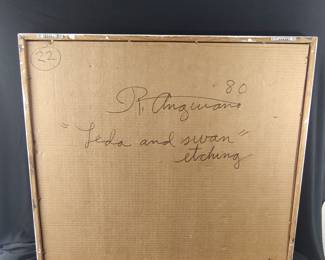 22
'80
R. Anguiano
"Leda and swan"
etching